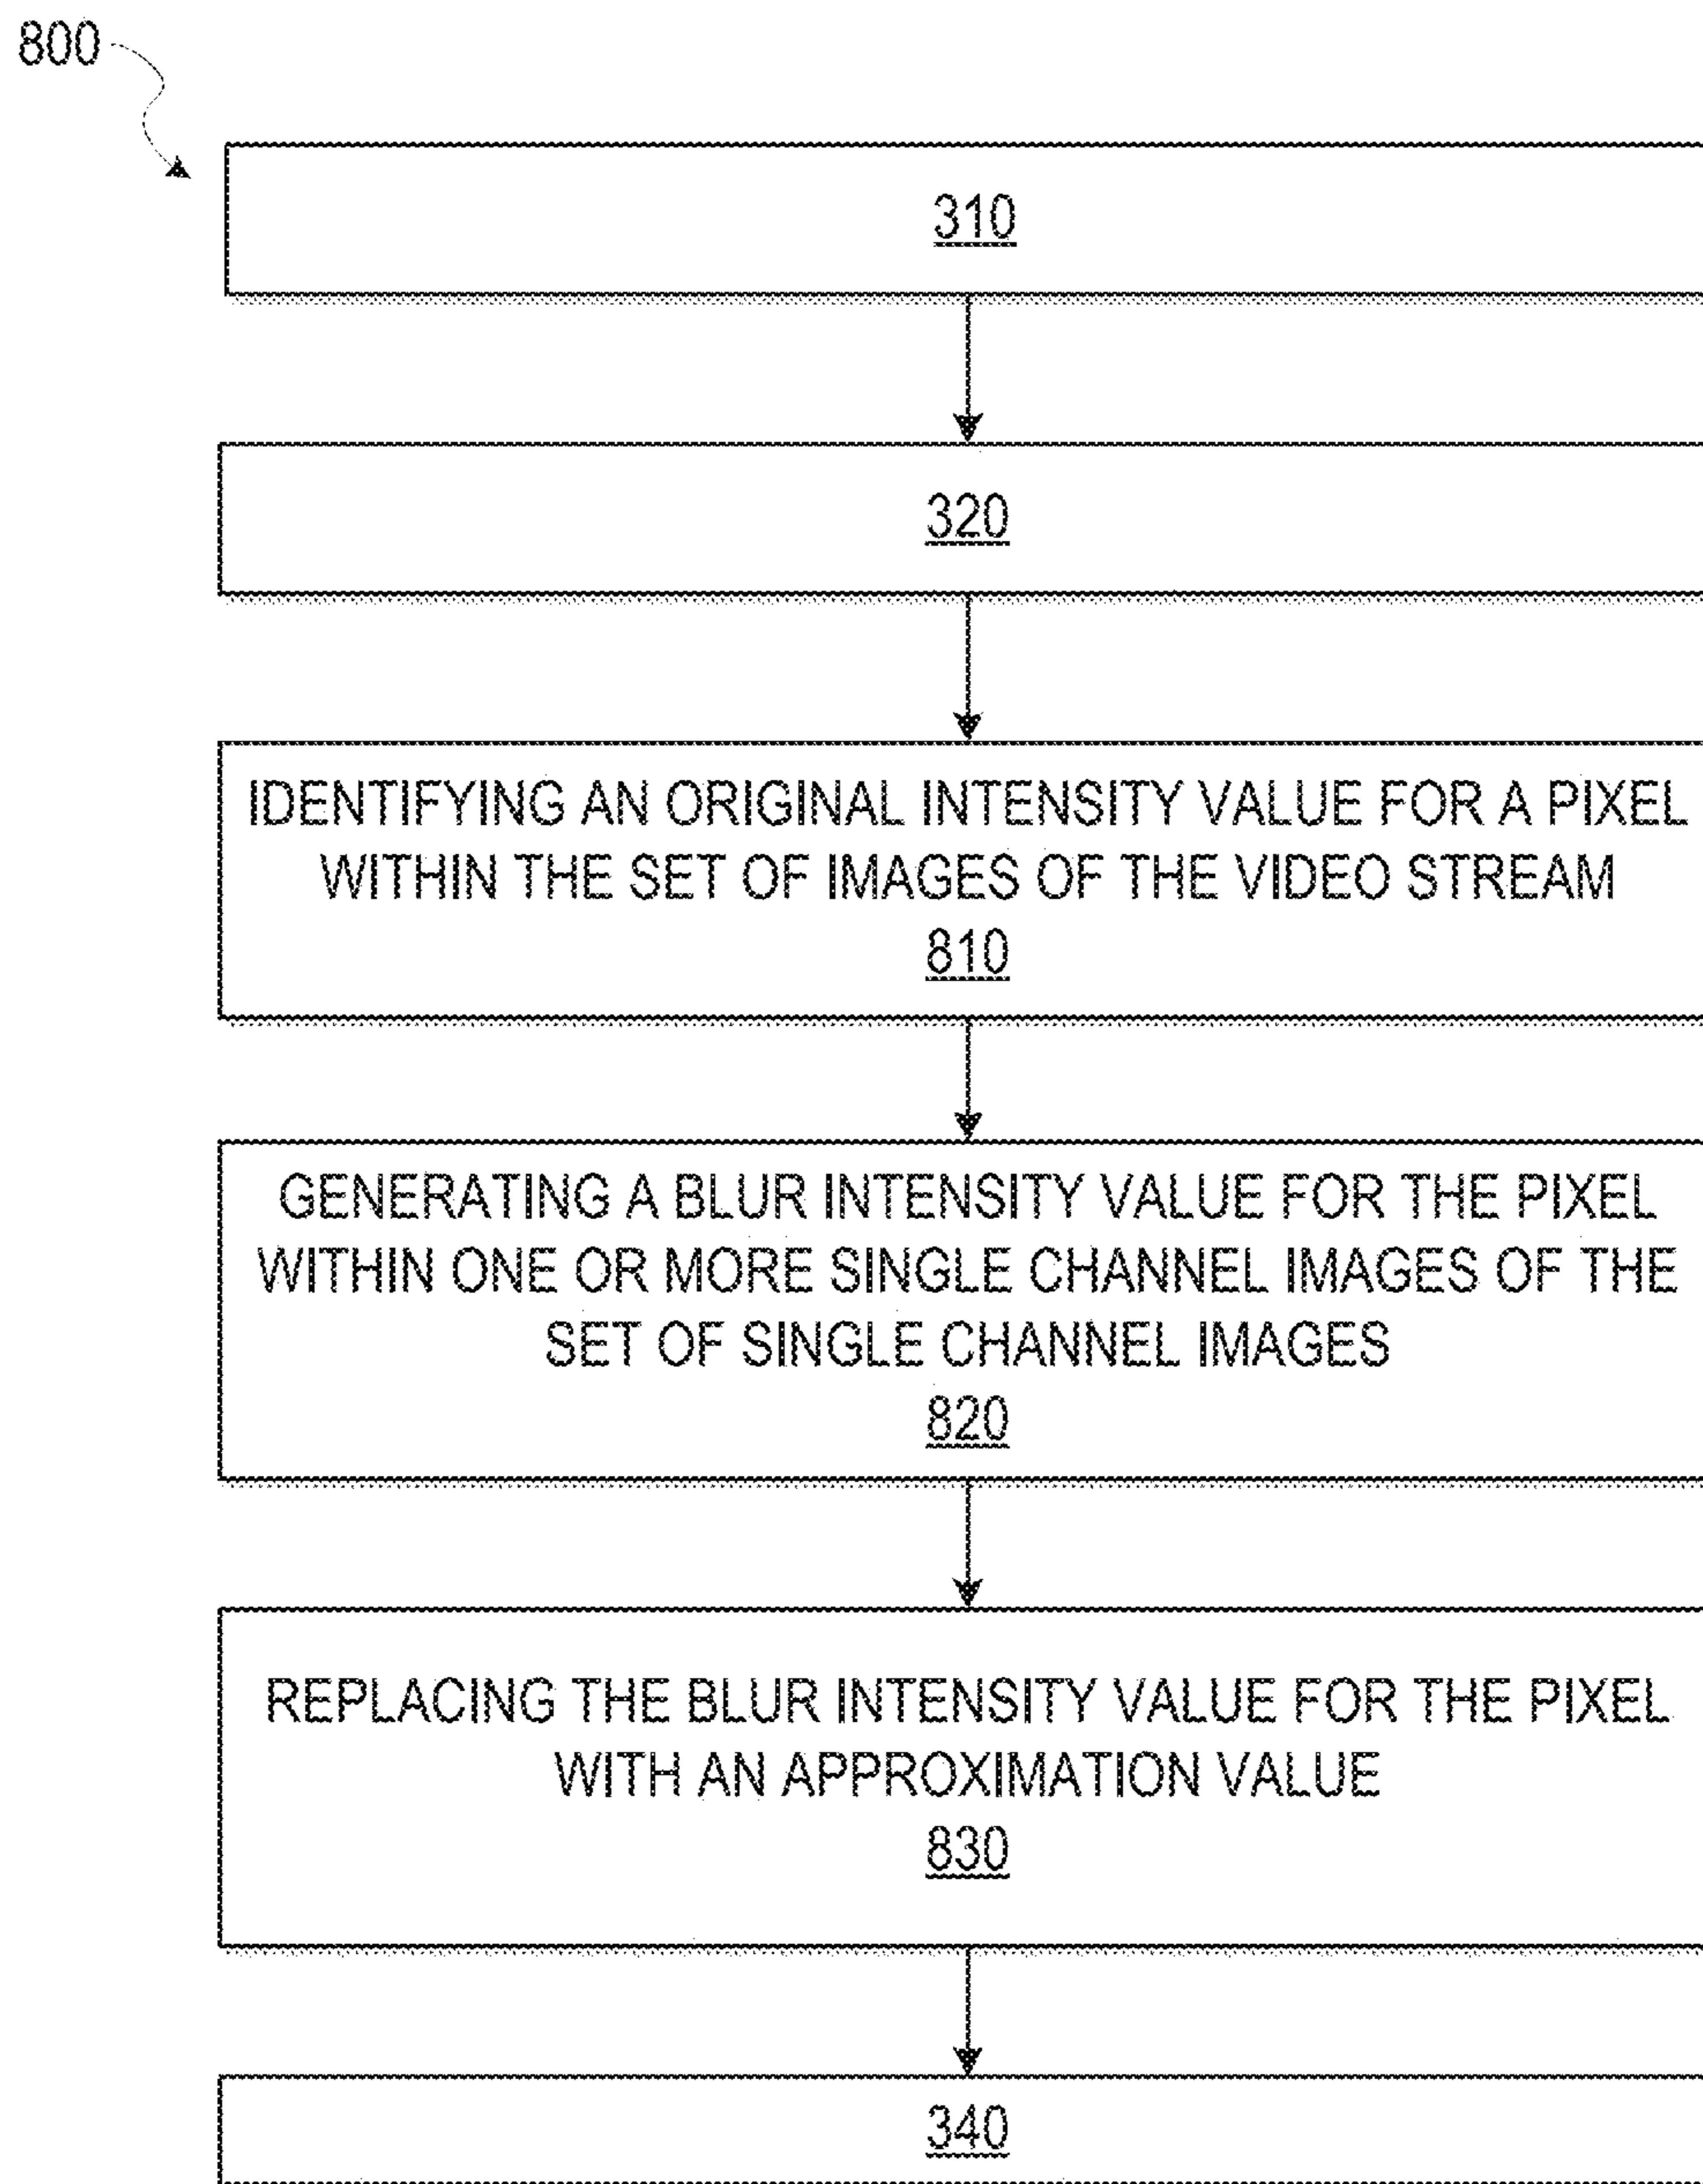 800
310
320
IDENTIFYING AN ORIGINAL INTENSITY VALUE FOR A PIXEL
WITHIN THE SET OF IMAGES OF THE VIDEO STREAM
810
GENERATING A BLUR INTENSITY VALUE FOR THE PIXEL
WITHIN ONE OR MORE SINGLE CHANNEL IMAGES OF THE
SET OF SINGLE CHANNEL IMAGES
820
REPLACING THE BLUR INTENSITY VALUE FOR THE PIXEL
WITH AN APPROXIMATION VALUE
830
340